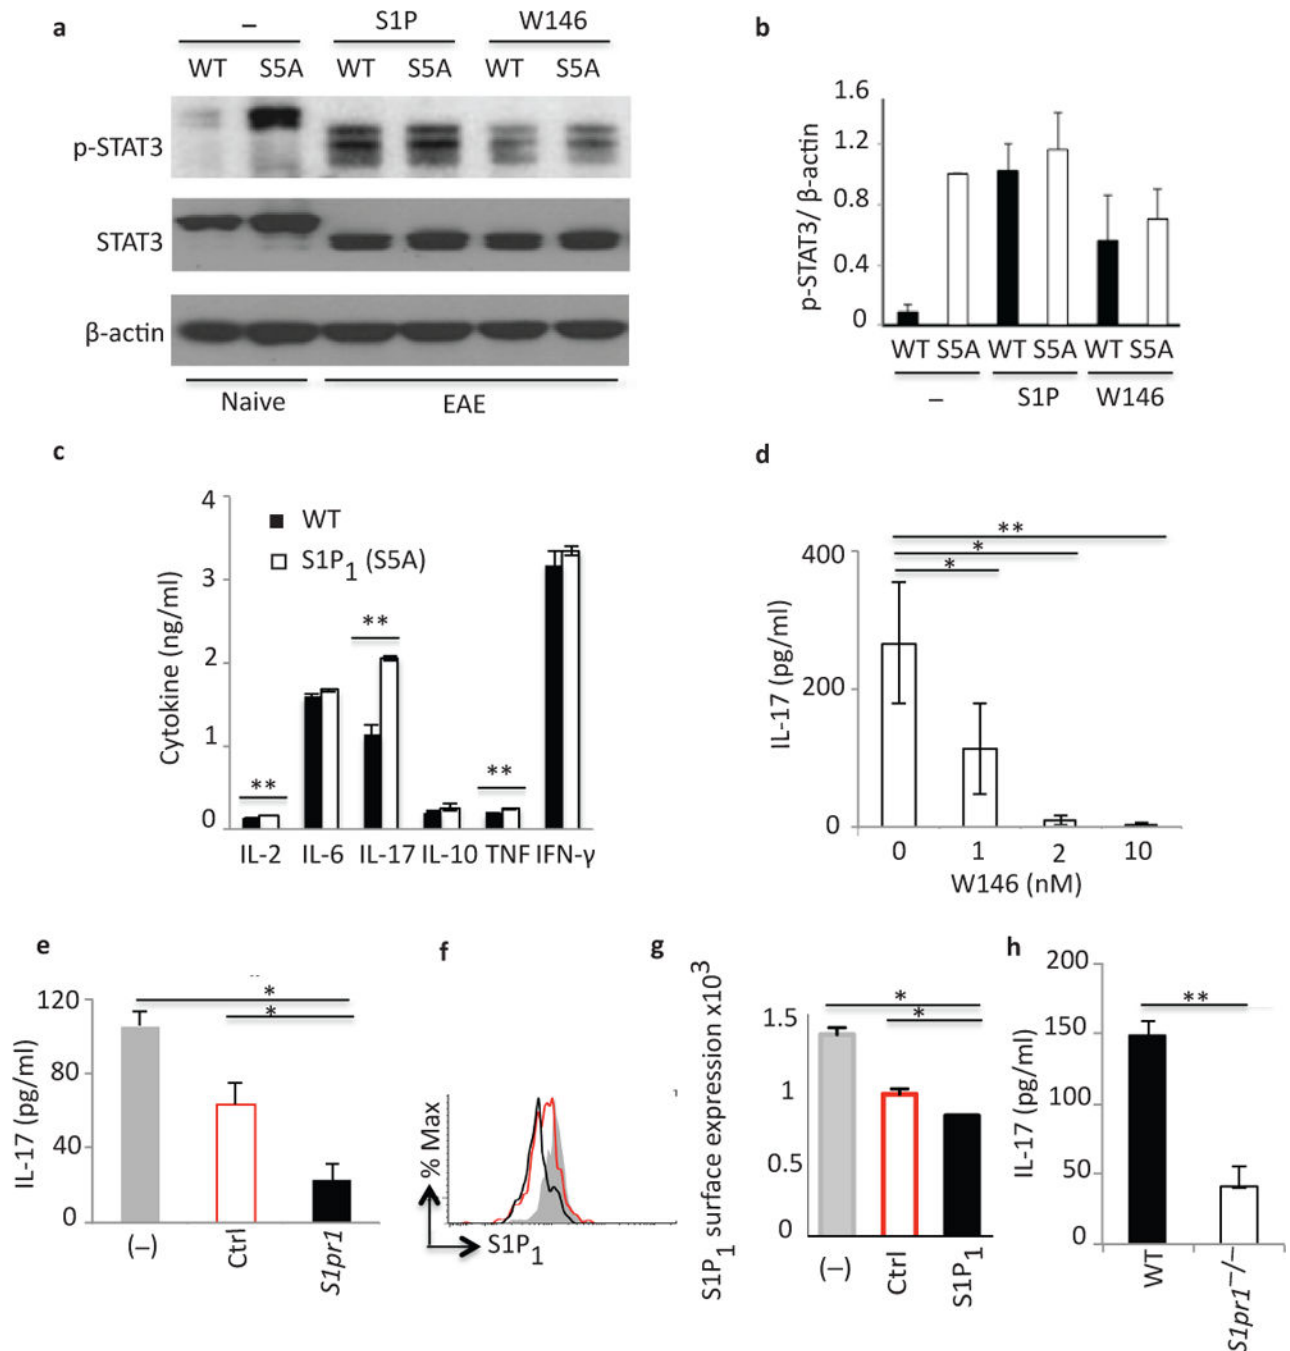 a
– S1P W146
WT S5A WT S5A WT S5A
p-STAT3
STAT3
β-actin
Naive EAE
b
p-STAT3/ β-actin
1.6
1.2
0.8
0.4
0
WT S5A WT S5A WT S5A
– S1P W146
c
Cytokine (ng/ml)
4
3
2
1
0
WT
S1P1 (S5A)
**
**
**
IL-2 IL-6 IL-17 IL-10 TNF IFN-γ
d
IL-17 (pg/ml)
400
200
0
**
*
*
0 1 2 10
W146 (nM)
e
IL-17 (pg/ml)
120
80
40
0
*
*
(–) Ctrl S1pr1
f
% Max
S1P1
g
S1P1 surface expression x10³
1.5
1
0.5
0
*
*
(–) Ctrl S1P1
h
IL-17 (pg/ml)
200
150
100
50
0
**
WT S1pr1–/–